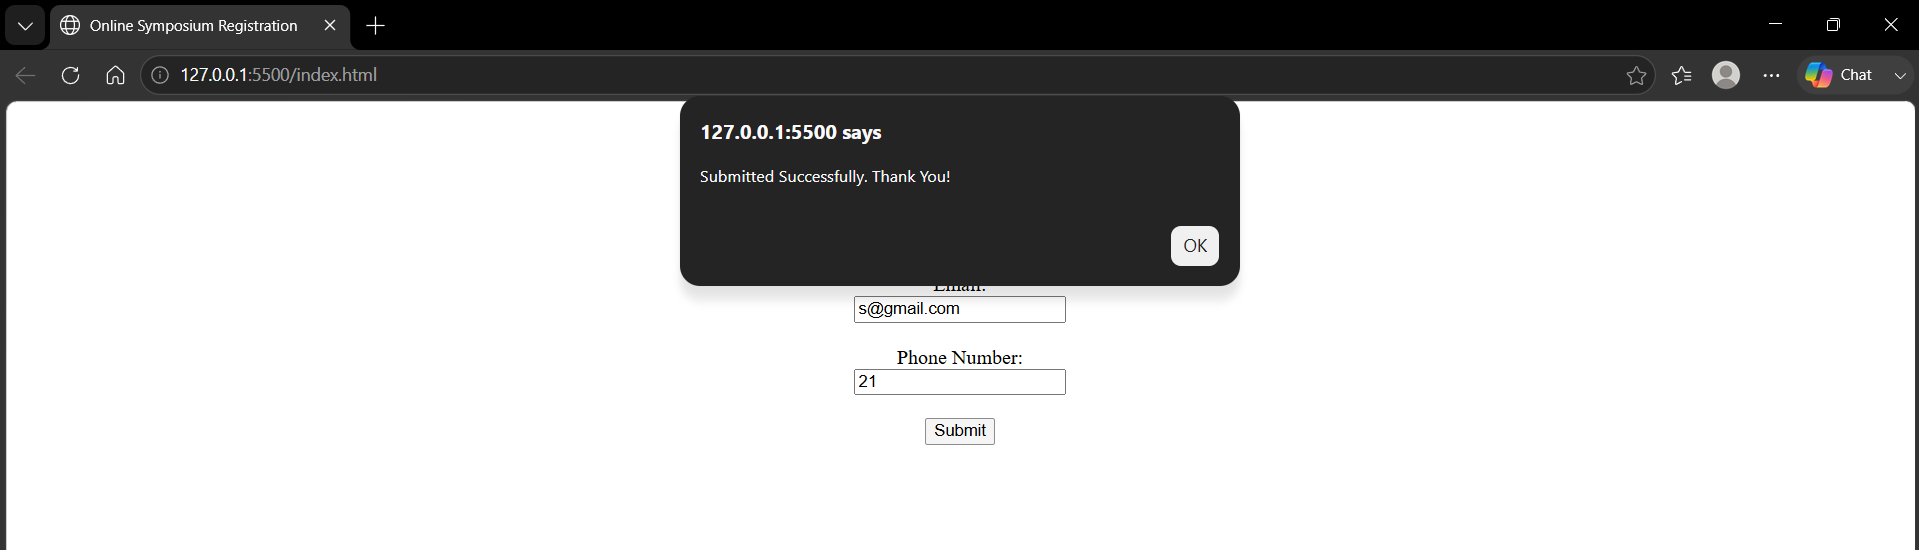 Online Symposium Registration
127.0.0.1:5500/index.html
Chat
127.0.0.1:5500 says
Submitted Successfully. Thank You!
OK
Email:
s@gmail.com
Phone Number:
21
Submit